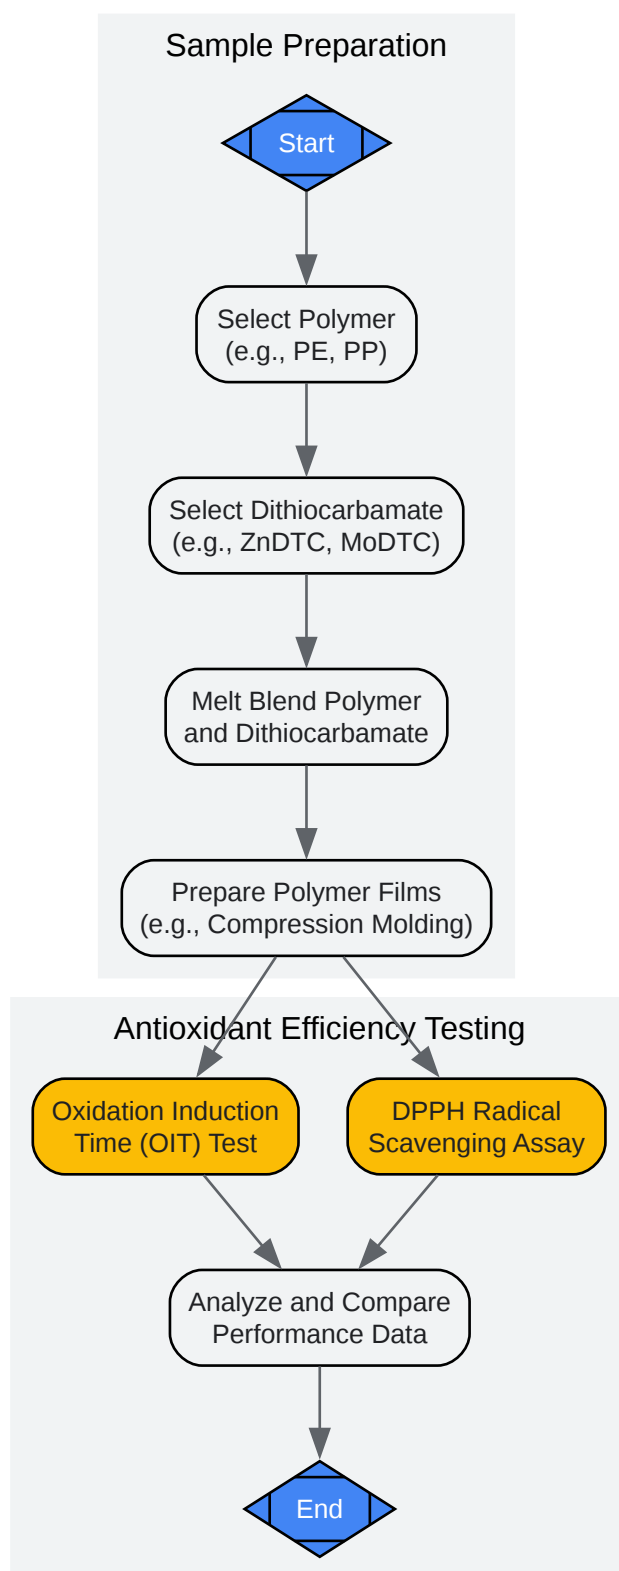 Sample Preparation
Start
Select Polymer
(e.g., PE, PP)
Select Dithiocarbamate
(e.g., ZnDTC, MoDTC)
Melt Blend Polymer
and Dithiocarbamate
Prepare Polymer Films
(e.g., Compression Molding)
Antioxidant Efficiency Testing
Oxidation Induction
Time (OIT) Test
DPPH Radical
Scavenging Assay
Analyze and Compare
Performance Data
End